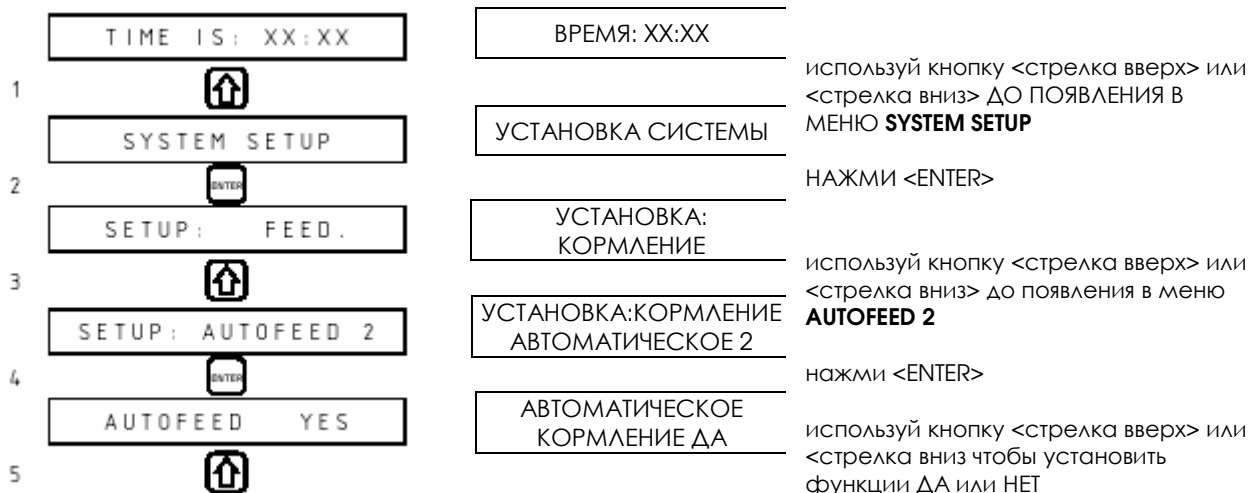 TIME IS: XX:XX
ВРЕМЯ: XX:XX
1
используй кнопку <стрелка вверх> или
<стрелка вниз> ДО ПОЯВЛЕНИЯ В
МЕНЮ SYSTEM SETUP
SYSTEM SETUP
УСТАНОВКА СИСТЕМЫ
2
ENTER
НАЖМИ <ENTER>
SETUP: FEED.
УСТАНОВКА:
КОРМЛЕНИЕ
3
используй кнопку <стрелка вверх> или
<стрелка вниз> до появления в меню
AUTOFEED 2
SETUP: AUTOFEED 2
УСТАНОВКА:КОРМЛЕНИЕ
АВТОМАТИЧЕСКОЕ 2
4
ENTER
нажми <ENTER>
AUTOFEED YES
АВТОМАТИЧЕСКОЕ
КОРМЛЕНИЕ ДА
5
используй кнопку <стрелка вверх> или
<стрелка вниз чтобы установить
функции ДА или НЕТ